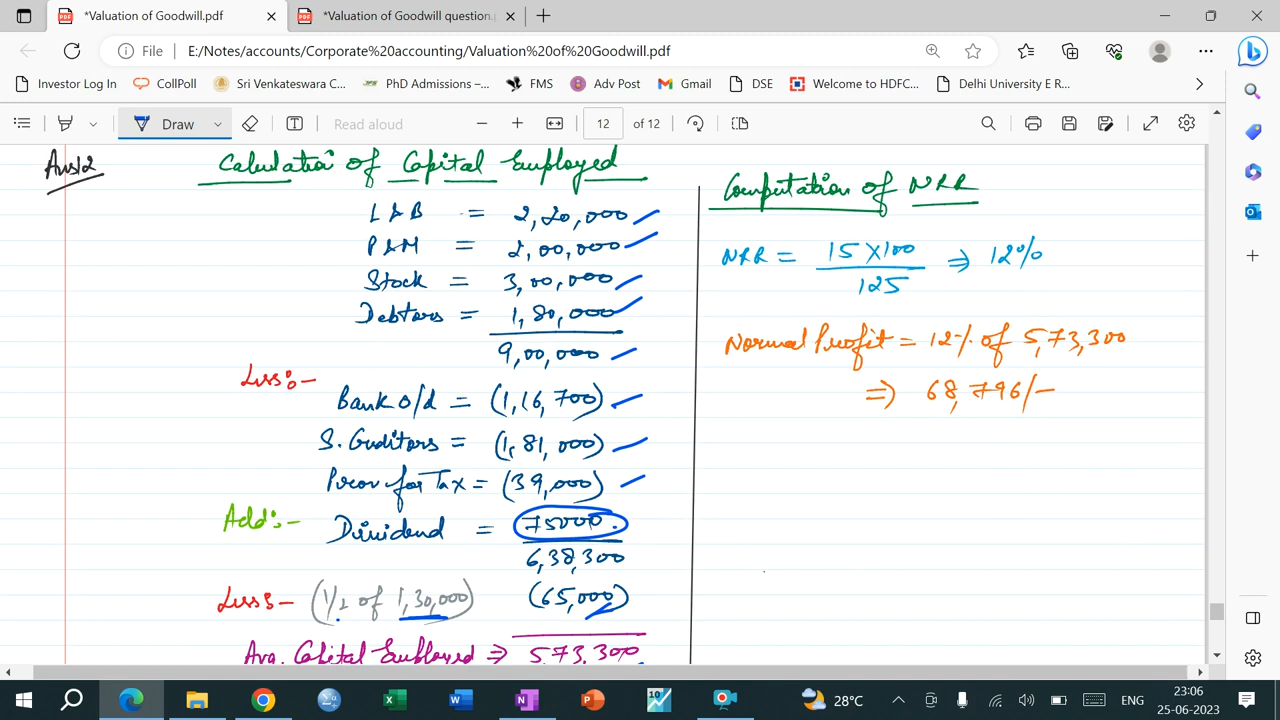 *Valuation of Goodwill.pdf
*Valuation of Goodwill question.
File E:/Notes/accounts/Corporate%20accounting/Valuation%20of%20Goodwill.pdf
Investor Log In
CollPoll
Sri Venkateswara C...
PhD Admissions –...
FMS
Adv Post
Gmail
DSE
Welcome to HDFC...
Delhi University E R...
Draw
Read aloud
12 of 12
Ans12
Calculation of Capital Employed
L & B = 2,20,000
P & M = 2,00,000
Stock = 3,00,000
Debtors = 1,80,000
9,00,000
Less:-
Bank o/d = (1,16,700)
S. Creditors = (1,81,000)
Prov for Tax = (39,000)
Add:- Dividend = 75000.
6,38,300
Less:- (1/2 of 1,30,000) (65,000)
Avg. Capital Employed ⇒ 5,73,300
Computation of NRR
NRR = 15 X 100 / 125 ⇒ 12%
Normal Profit = 12% of 5,73,300
⇒ 68,796/-
28°C
ENG
23:06
25-06-2023